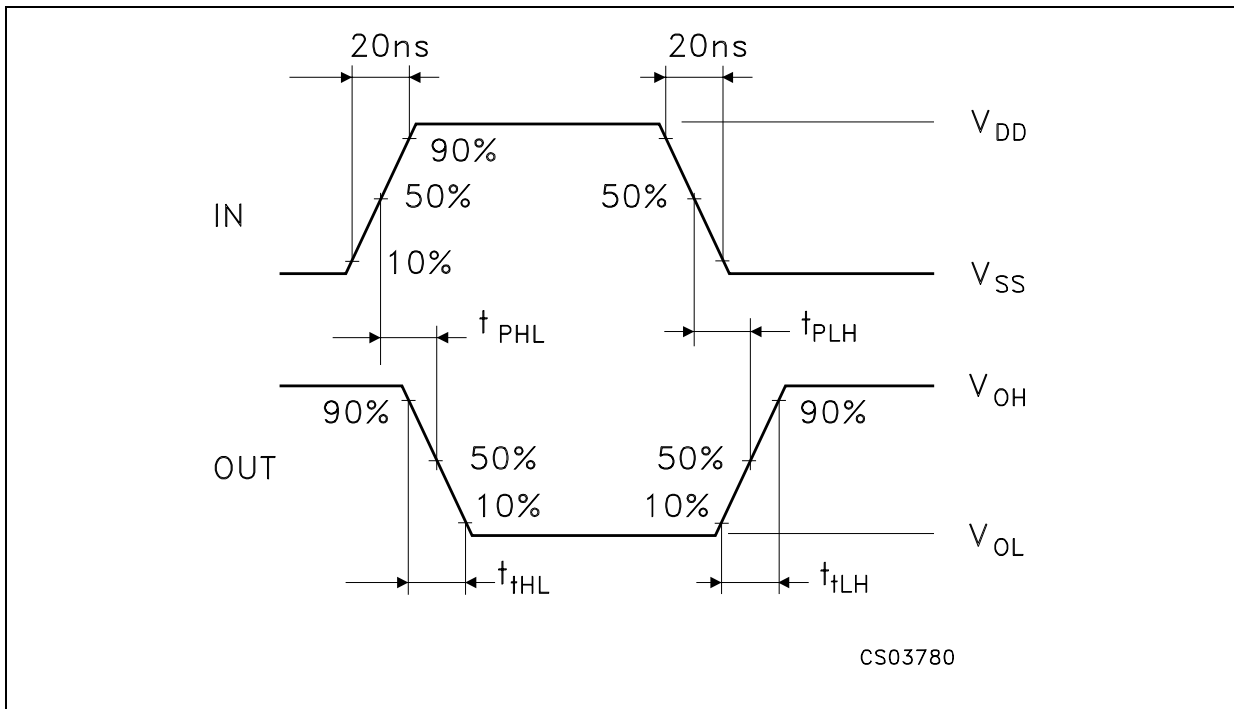 20ns 20ns
V DD
90%
50% 50%
IN
10%
V SS
t PHL t PLH
V OH
90% 90%
50% 50%
OUT
10% 10%
V OL
t tHL t tLH
CS03780